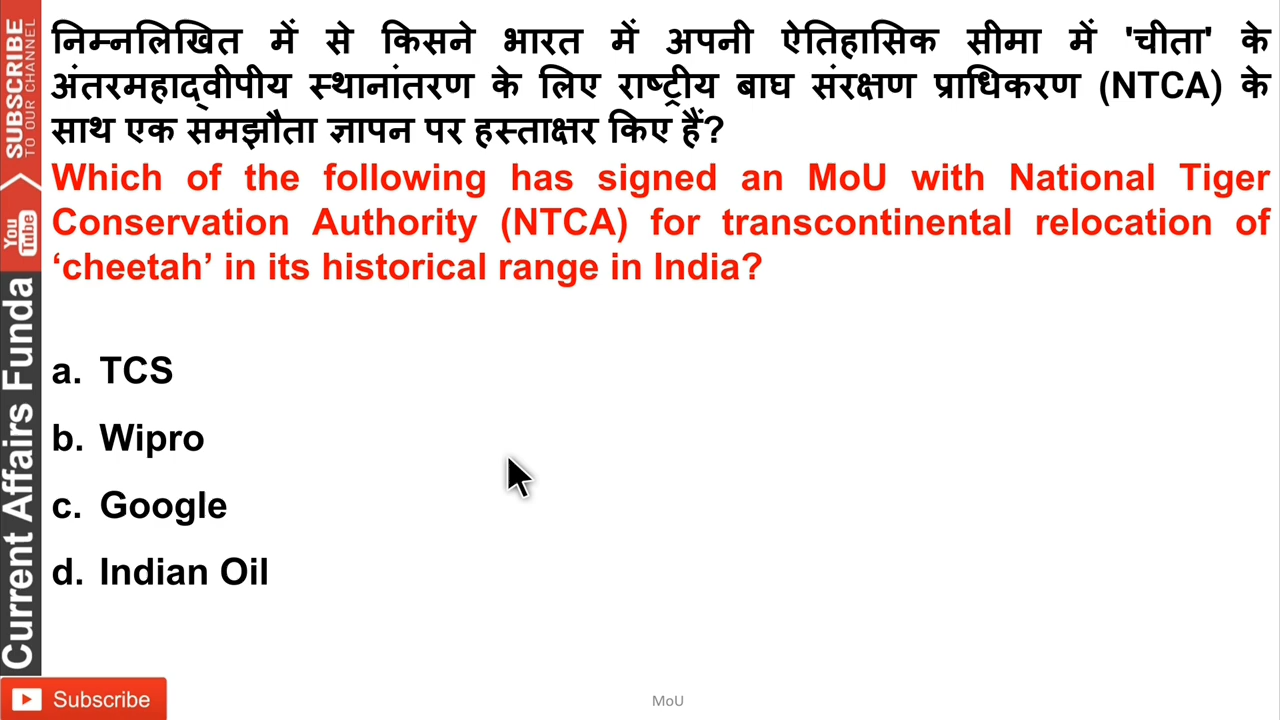 निम्नलिखित में से किसने भारत में अपनी ऐतिहासिक सीमा में 'चीता' के
अंतरमहाद्वीपीय स्थानांतरण के लिए राष्ट्रीय बाघ संरक्षण प्राधिकरण (NTCA) के
साथ एक समझौता ज्ञापन पर हस्ताक्षर किए हैं?
Which of the following has signed an MoU with National Tiger
Conservation Authority (NTCA) for transcontinental relocation of
‘cheetah’ in its historical range in India?
a. TCS
b. Wipro
c. Google
d. Indian Oil
SUBSCRIBE
TO OUR CHANNEL
You
Tube
Current Affairs Funda
Subscribe
MoU